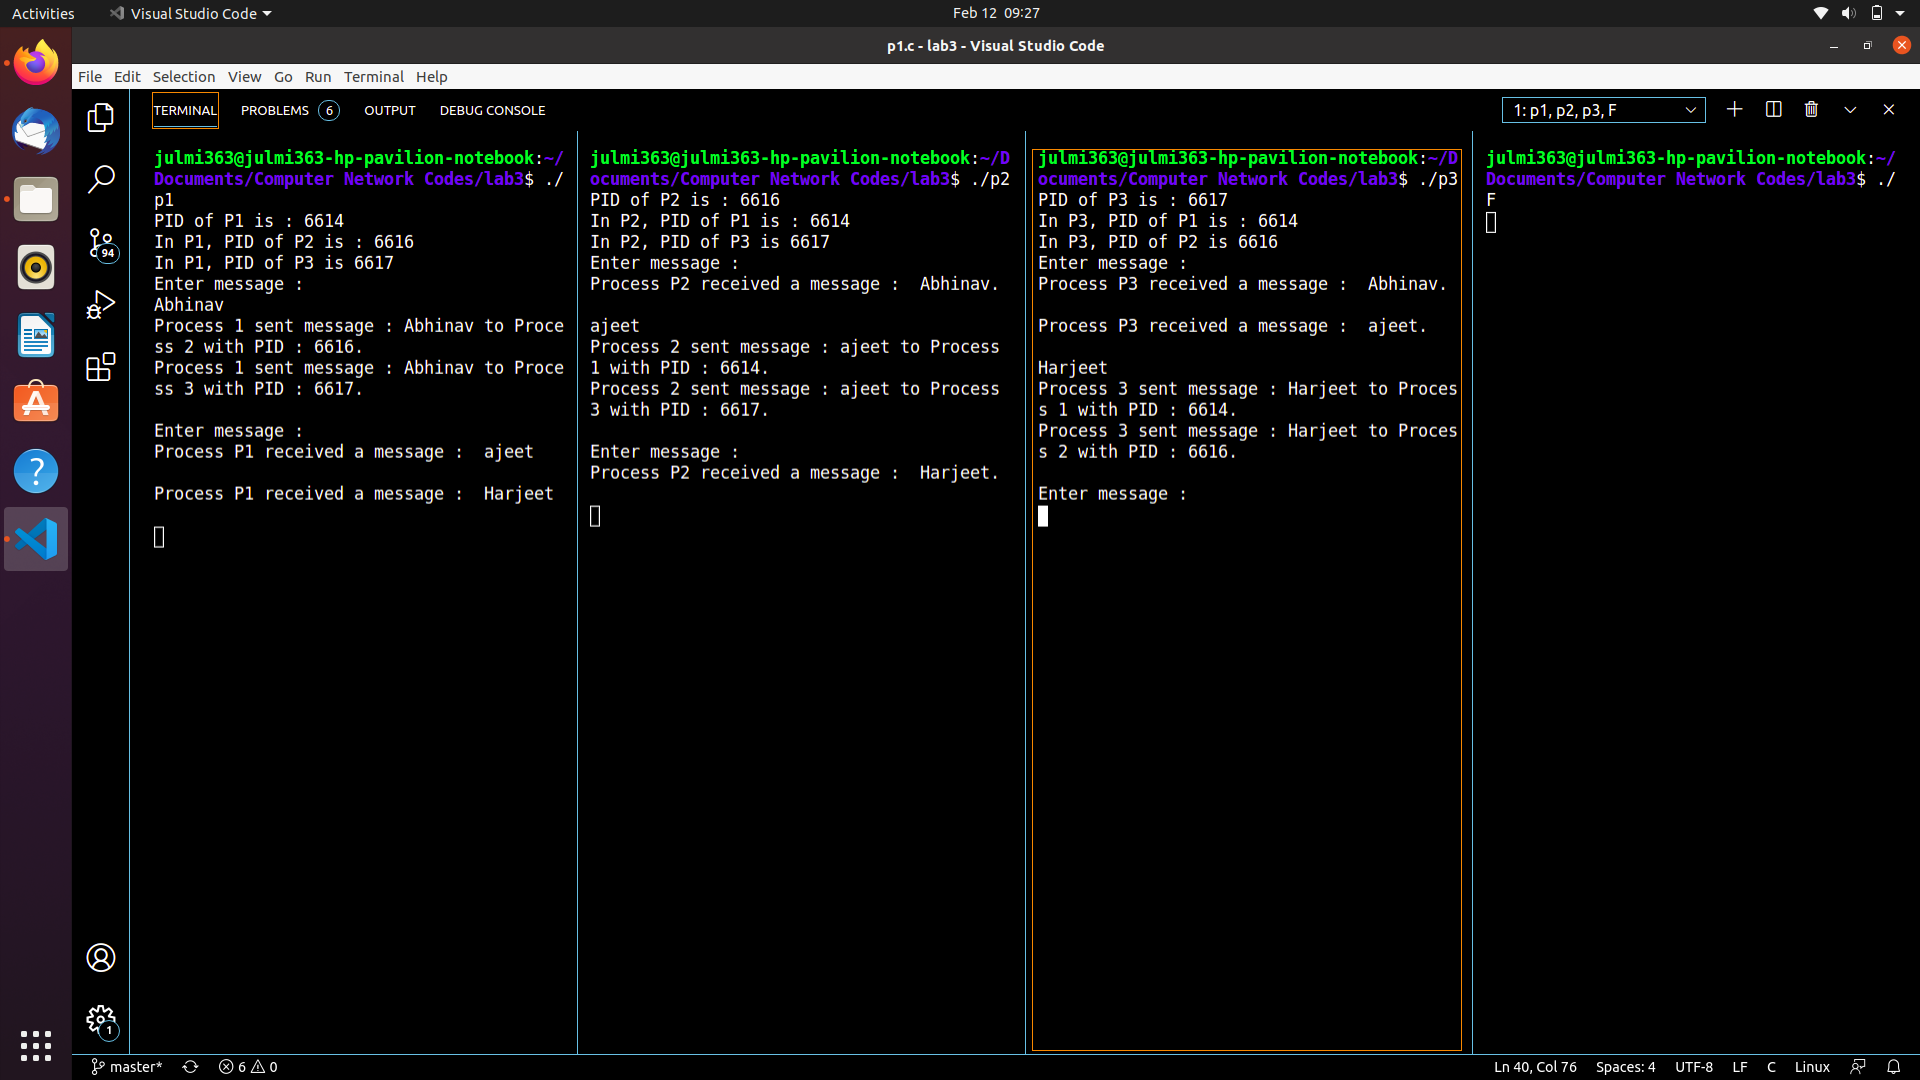 Activities
Visual Studio Code
Feb 12 09:27
p1.c - lab3 - Visual Studio Code
File Edit Selection View Go Run Terminal Help
TERMINAL PROBLEMS 6 OUTPUT DEBUG CONSOLE
1: p1, p2, p3, F
julmi363@julmi363-hp-pavilion-notebook:~/
Documents/Computer Network Codes/lab3$ ./
p1
PID of P1 is : 6614
In P1, PID of P2 is : 6616
In P1, PID of P3 is 6617
Enter message :
Abhinav
Process 1 sent message : Abhinav to Proce
ss 2 with PID : 6616.
Process 1 sent message : Abhinav to Proce
ss 3 with PID : 6617.
Enter message :
Process P1 received a message :  ajeet
Process P1 received a message :  Harjeet
julmi363@julmi363-hp-pavilion-notebook:~/D
ocuments/Computer Network Codes/lab3$ ./p2
PID of P2 is : 6616
In P2, PID of P1 is : 6614
In P2, PID of P3 is 6617
Enter message :
Process P2 received a message :  Abhinav.
ajeet
Process 2 sent message : ajeet to Process
1 with PID : 6614.
Process 2 sent message : ajeet to Process
3 with PID : 6617.
Enter message :
Process P2 received a message :  Harjeet.
julmi363@julmi363-hp-pavilion-notebook:~/D
ocuments/Computer Network Codes/lab3$ ./p3
PID of P3 is : 6617
In P3, PID of P1 is : 6614
In P3, PID of P2 is 6616
Enter message :
Process P3 received a message :  Abhinav.
Process P3 received a message :  ajeet.
Harjeet
Process 3 sent message : Harjeet to Proces
s 1 with PID : 6614.
Process 3 sent message : Harjeet to Proces
s 2 with PID : 6616.
Enter message :
julmi363@julmi363-hp-pavilion-notebook:~/
Documents/Computer Network Codes/lab3$ ./
F
94
1
master* 6 0
Ln 40, Col 76 Spaces: 4 UTF-8 LF C Linux